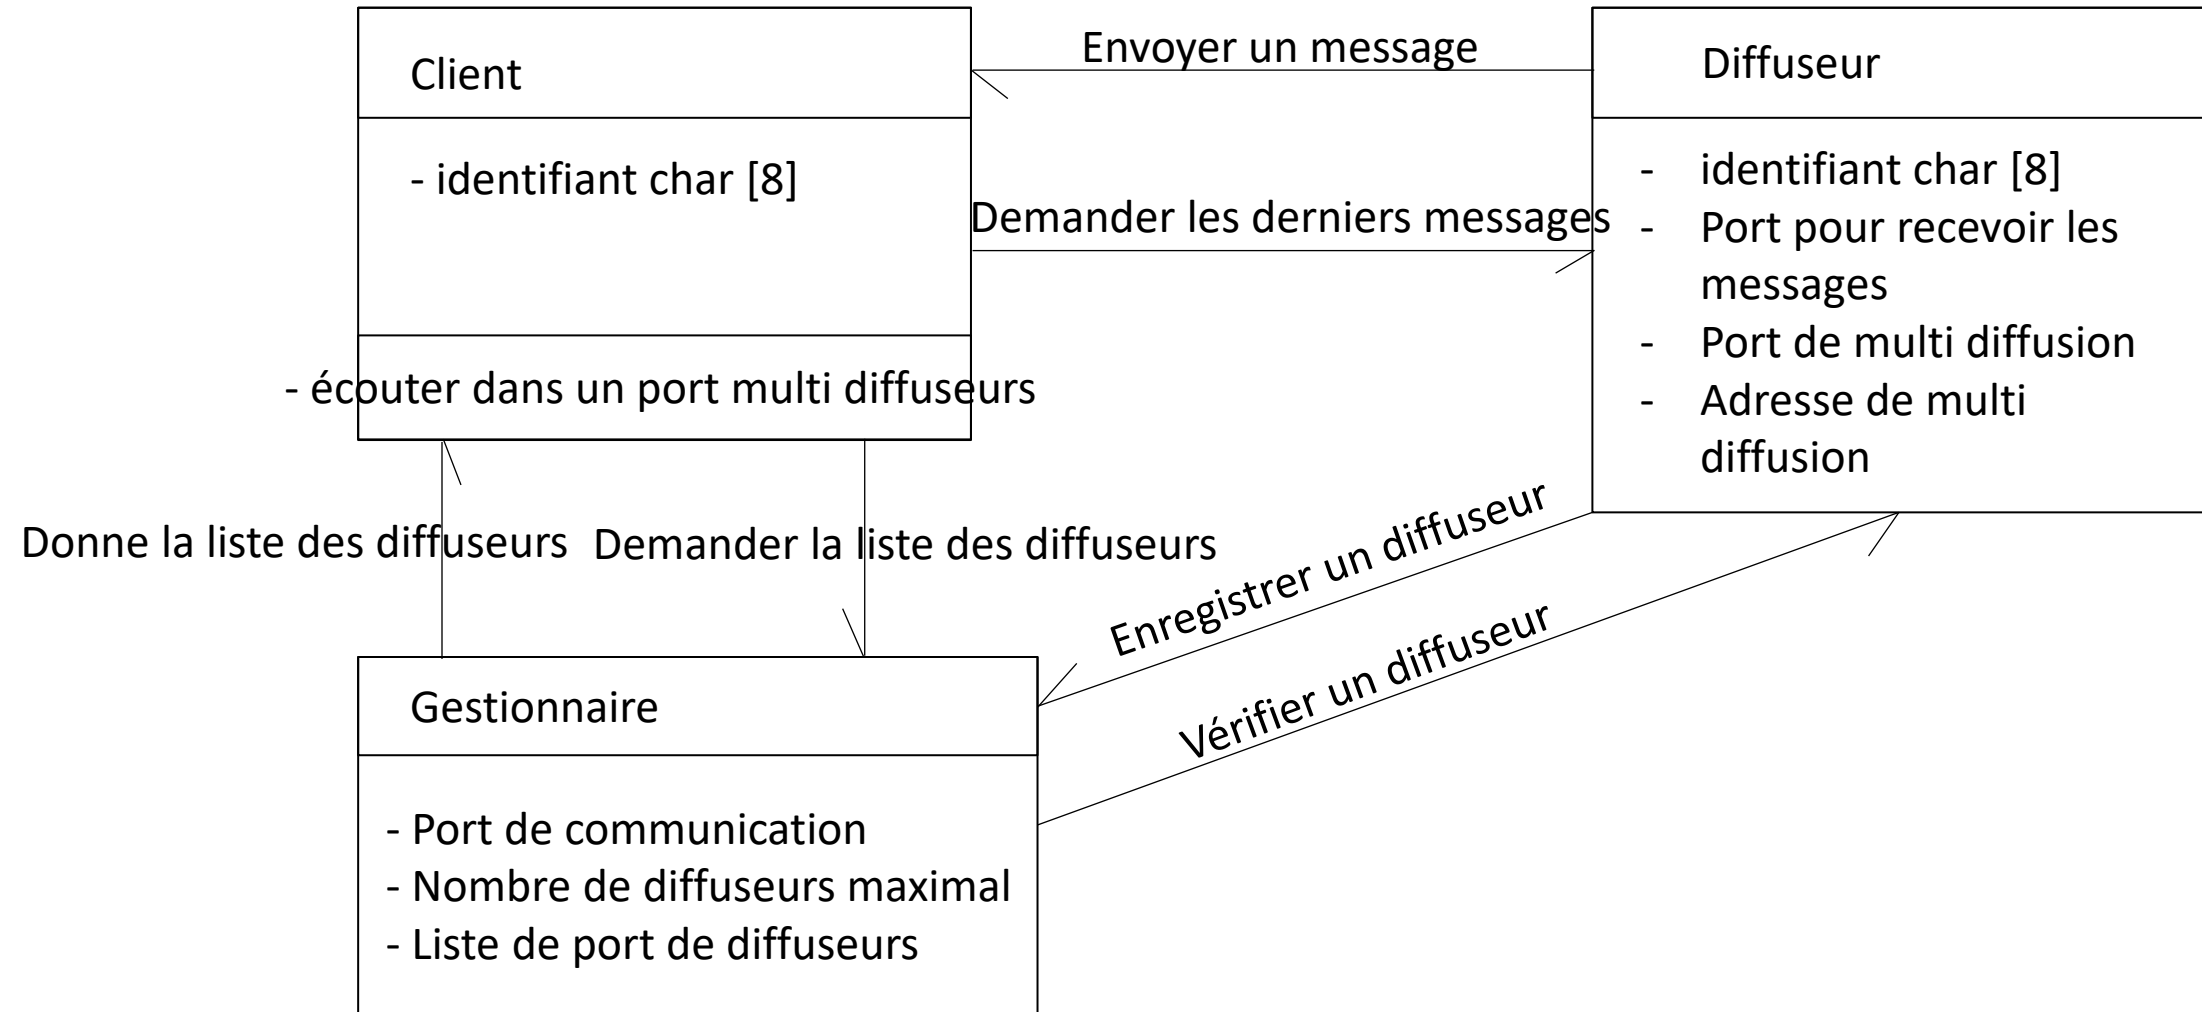 Client
- identifiant char [8]
- écouter dans un port multi diffuseurs
Envoyer un message
Demander les derniers messages
Diffuseur
- identifiant char [8]
- Port pour recevoir les
messages
- Port de multi diffusion
- Adresse de multi
diffusion
Donne la liste des diffuseurs
Demander la liste des diffuseurs
Enregistrer un diffuseur
Vérifier un diffuseur
Gestionnaire
- Port de communication
- Nombre de diffuseurs maximal
- Liste de port de diffuseurs